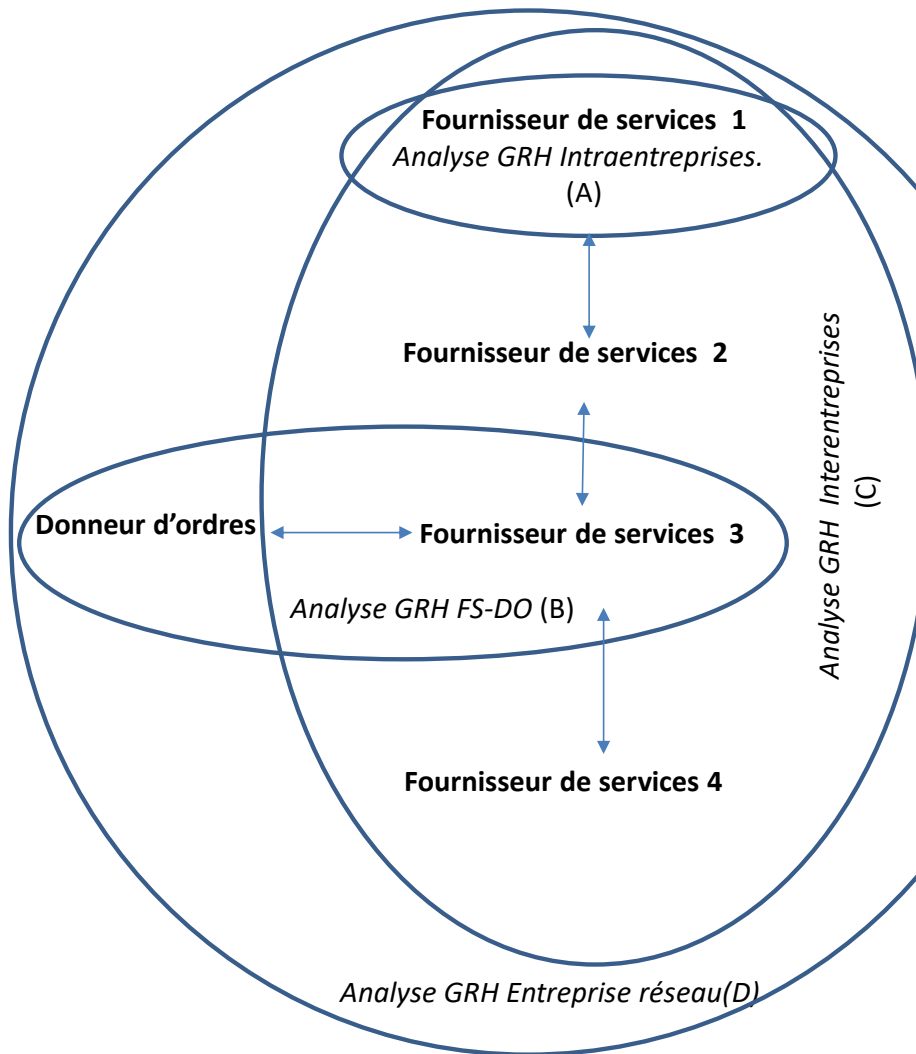 Fournisseur de services 1
Analyse GRH Intraentreprises.
(A)
Fournisseur de services 2
Analyse GRH Interentreprises
(C)
Donneur d’ordres
Fournisseur de services 3
Analyse GRH FS-DO (B)
Fournisseur de services 4
Analyse GRH Entreprise réseau(D)